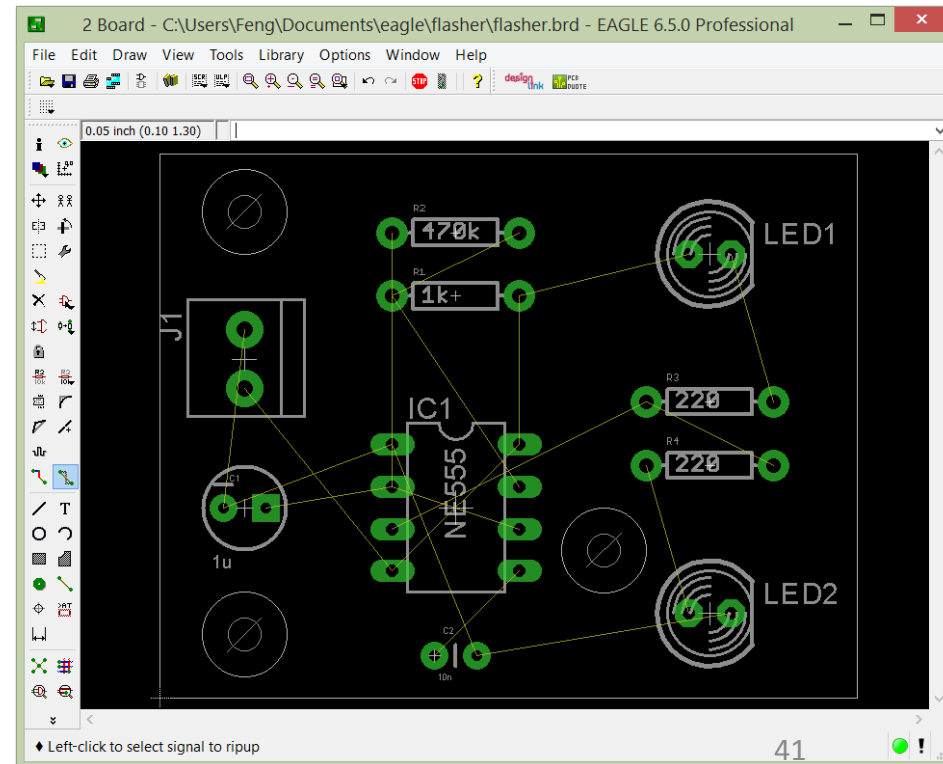 2 Board - C:\Users\Feng\Documents\eagle\flasher\flasher.brd - EAGLE 6.5.0 Professional
File Edit Draw View Tools Library Options Window Help
SCR ULP STOP ? design link PCB QUOTE
0.05 inch (0.10 1.30)
R2
470k
LED1
R1
1k
J1
R3
220
IC1
R4
220
NE555
C1
1u
LED2
C2
10n
Left-click to select signal to ripup
41